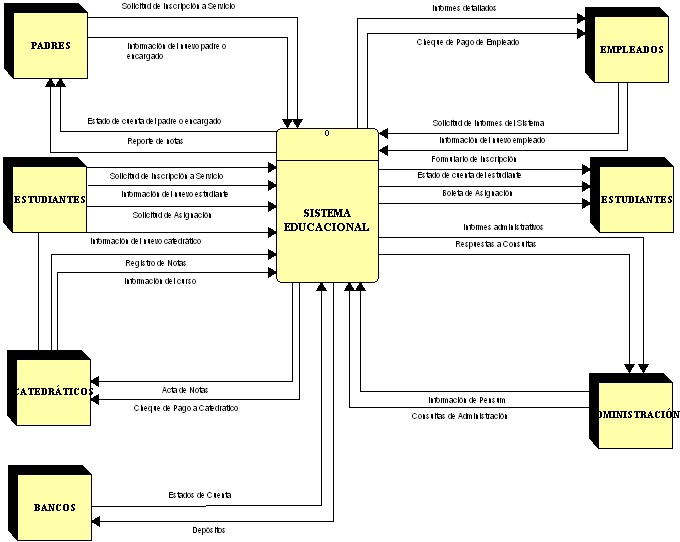 Solicitud de Inscripción a Servicio
Información del nuevo padre o
encargado
PADRES
Estado de cuenta del padre o encargado
Reporte de notas
Informes detallados
Cheque de Pago de Empleado
EMPLEADOS
Solicitud de Informes del Sistema
Información del nuevo empleado
0
SISTEMA
EDUCACIONAL
ESTUDIANTES
Solicitud de Inscripción a Servicio
Información del nuevo estudiante
Solicitud de Asignación
Formulario de Inscripción
Estado de cuenta del estudiante
Boleta de Asignación
ESTUDIANTES
Información del nuevo catedrático
Registro de Notas
Información del curso
Informes administrativos
Respuestas a Consultas
CATEDRÁTICOS
Acta de Notas
Cheque de Pago a Catedrático
Información de Pensum
Consultas de Administración
DMINISTRACIÓN
BANCOS
Estados de Cuenta
Depósitos